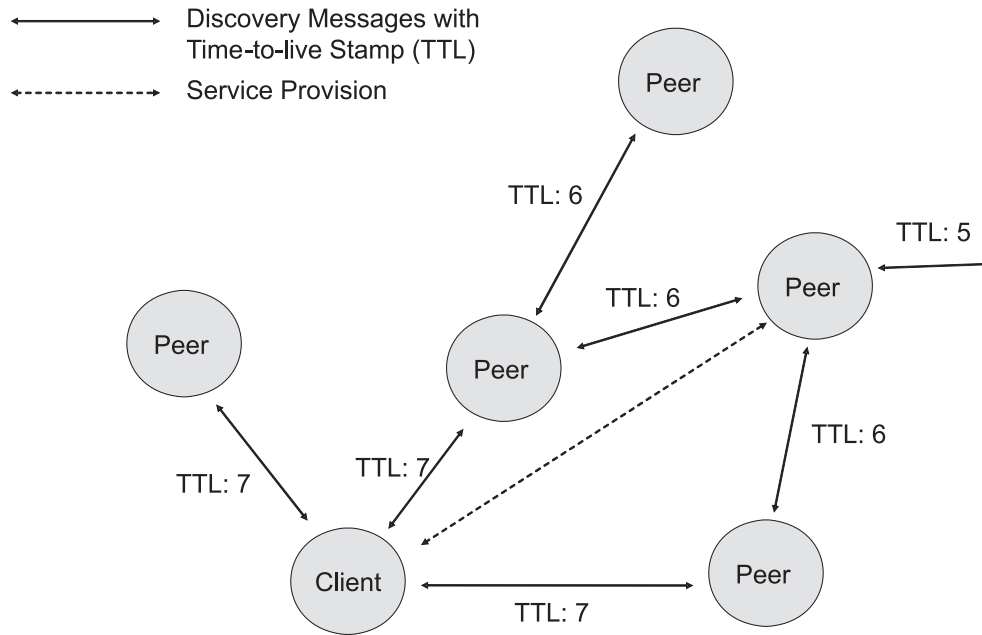 Discovery Messages with
Time-to-live Stamp (TTL)
Service Provision
Peer
TTL: 6
TTL: 5
Peer
TTL: 6
Peer
Peer
TTL: 6
TTL: 7
TTL: 7
Client
Peer
TTL: 7